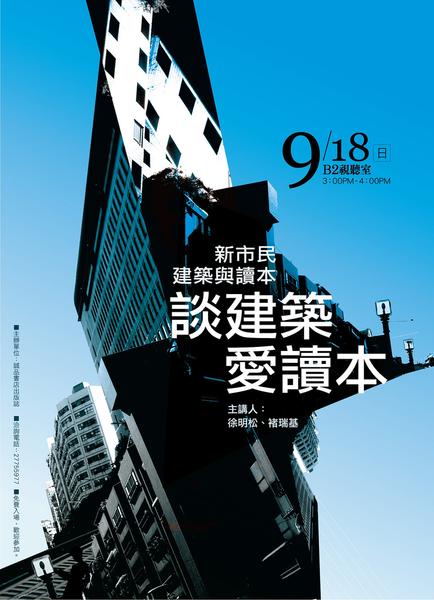 9/18 日
B2視聽室
3:00PM-4:00PM
新市民
建築與讀本
談建築
愛讀本
主講人：
徐明松、褚瑞基
■主辦單位：誠品書店出版誌 ■洽詢電話：27755977 ■免費入場，歡迎參加。